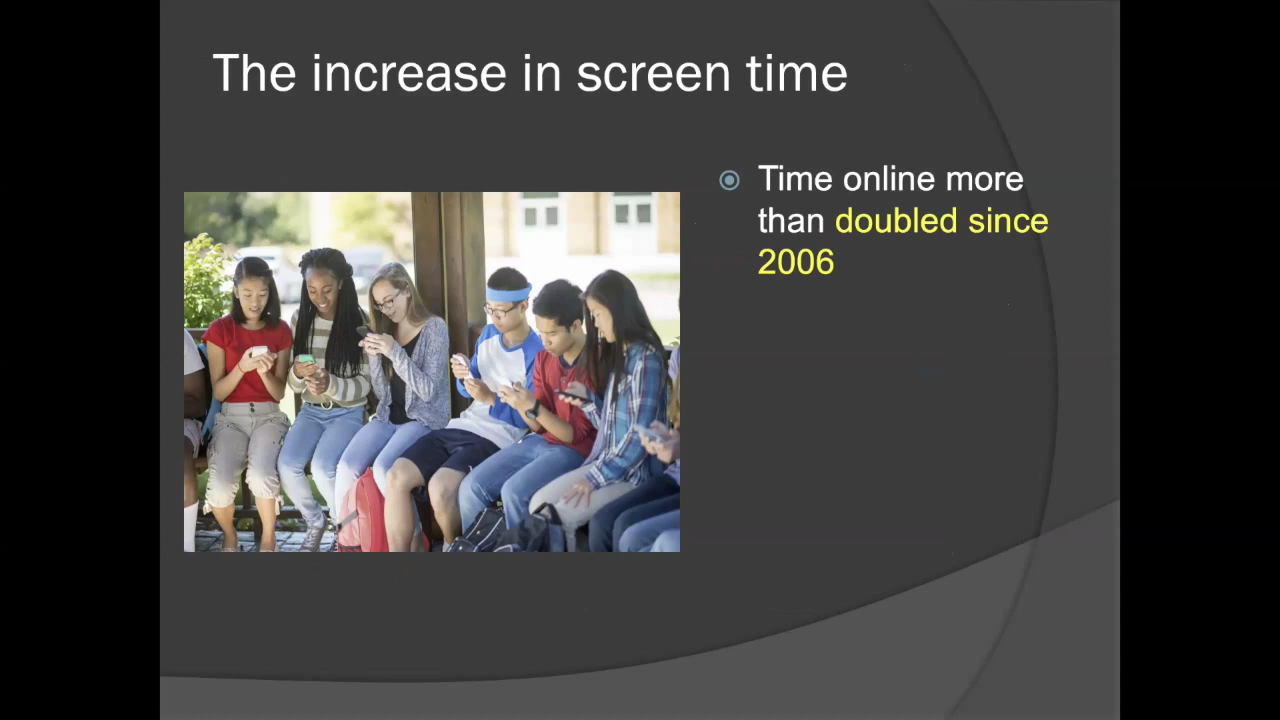 The increase in screen time
Time online more
than doubled since
2006